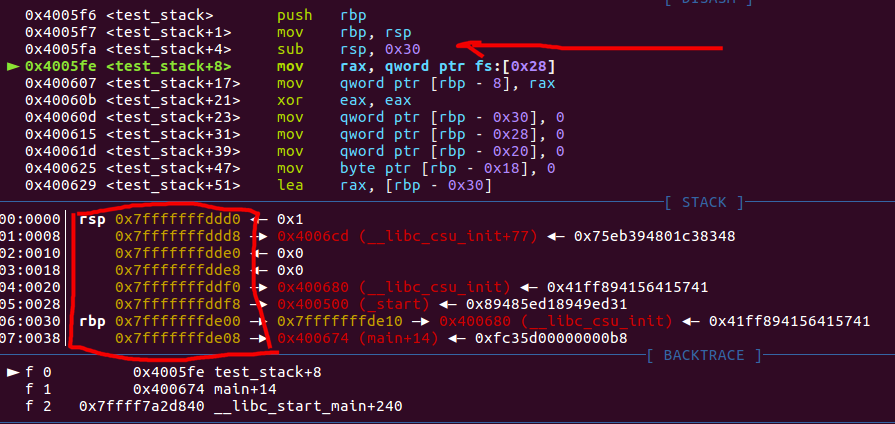 [ DISASM ]
0x4005f6 <test_stack> push rbp
0x4005f7 <test_stack+1> mov rbp, rsp
0x4005fa <test_stack+4> sub rsp, 0x30
► 0x4005fe <test_stack+8> mov rax, qword ptr fs:[0x28]
0x400607 <test_stack+17> mov qword ptr [rbp - 8], rax
0x40060b <test_stack+21> xor eax, eax
0x40060d <test_stack+23> mov qword ptr [rbp - 0x30], 0
0x400615 <test_stack+31> mov qword ptr [rbp - 0x28], 0
0x40061d <test_stack+39> mov qword ptr [rbp - 0x20], 0
0x400625 <test_stack+47> mov byte ptr [rbp - 0x18], 0
0x400629 <test_stack+51> lea rax, [rbp - 0x30]
[ STACK ]
00:0000│ rsp 0x7fffffffddd0 ◄— 0x1
01:0008│ 0x7fffffffddd8 —► 0x4006cd (__libc_csu_init+77) ◄— 0x75eb394801c38348
02:0010│ 0x7fffffffdde0 ◄— 0x0
03:0018│ 0x7fffffffdde8 ◄— 0x0
04:0020│ 0x7fffffffddf0 —► 0x400680 (__libc_csu_init) ◄— 0x41ff894156415741
05:0028│ 0x7fffffffddf8 —► 0x400500 (_start) ◄— 0x89485ed18949ed31
06:0030│ rbp 0x7fffffffde00 —► 0x7fffffffde10 —► 0x400680 (__libc_csu_init) ◄— 0x41ff894156415741
07:0038│ 0x7fffffffde08 —► 0x400674 (main+14) ◄— 0xfc35d00000000b8
[ BACKTRACE ]
► f 0 0x4005fe test_stack+8
f 1 0x400674 main+14
f 2 0x7ffff7a2d840 __libc_start_main+240